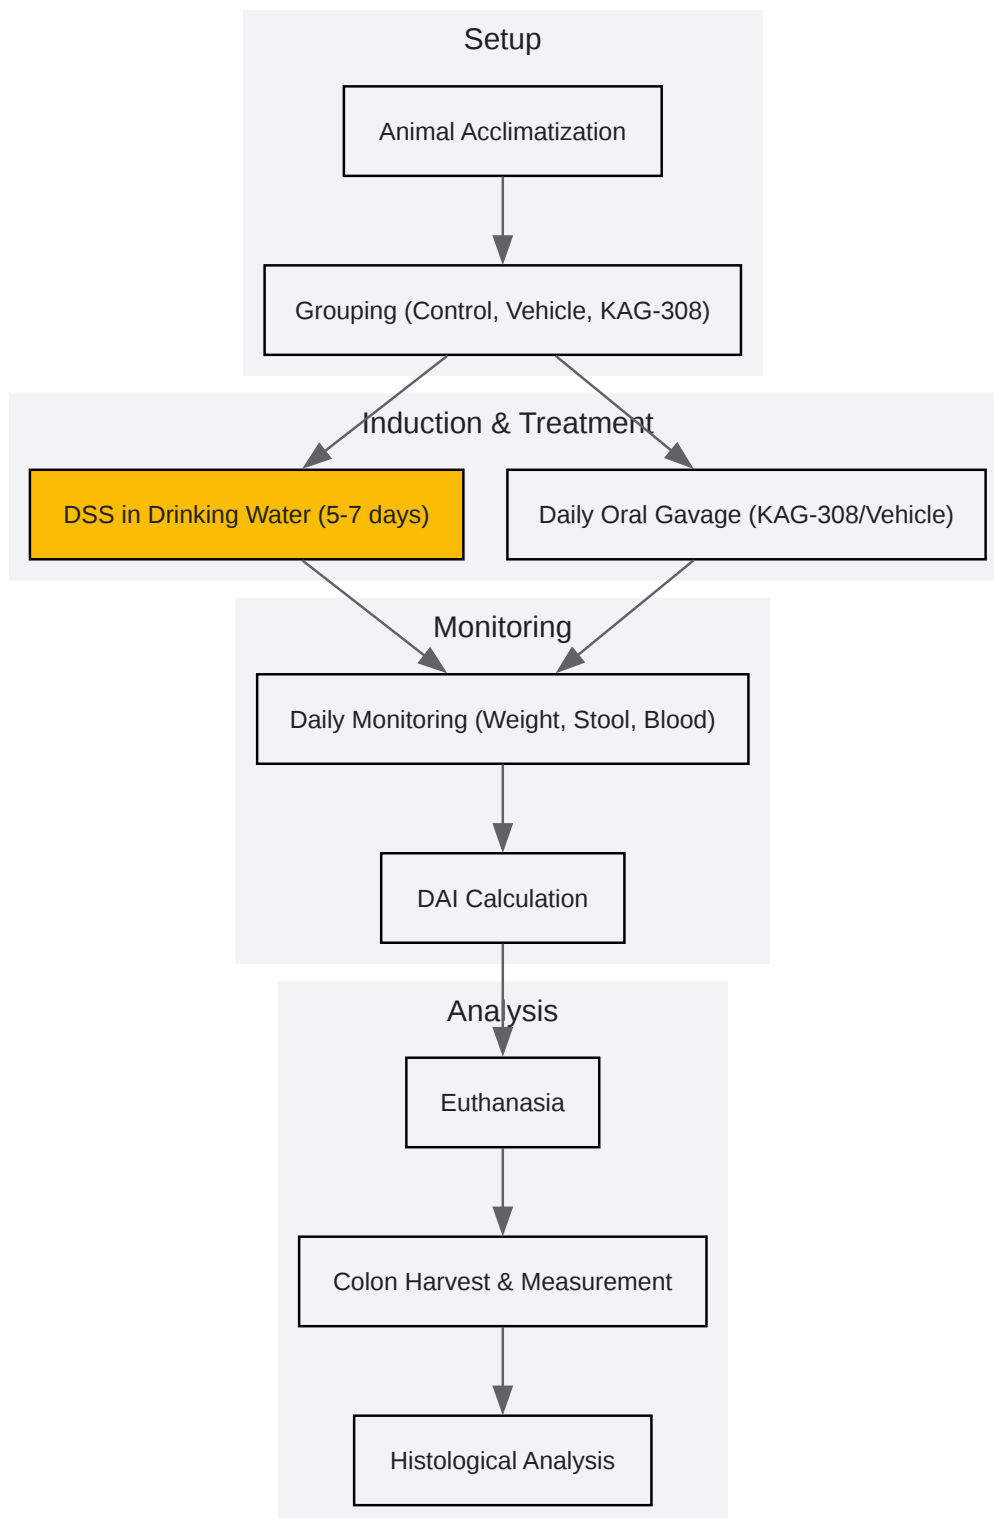 Setup
Animal Acclimatization
Grouping (Control, Vehicle, KAG-308)
Induction & Treatment
DSS in Drinking Water (5-7 days)
Daily Oral Gavage (KAG-308/Vehicle)
Monitoring
Daily Monitoring (Weight, Stool, Blood)
DAI Calculation
Analysis
Euthanasia
Colon Harvest & Measurement
Histological Analysis